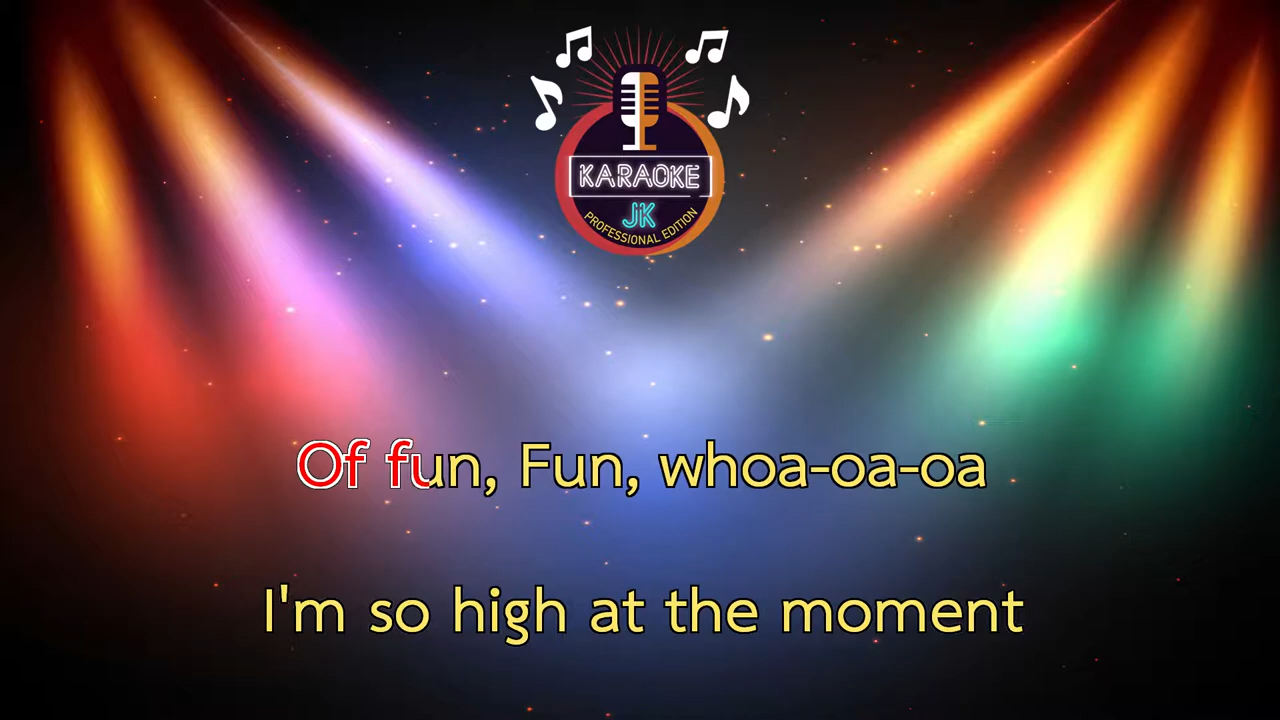 KARAOKE
JK
PROFESSIONAL EDITION
Of fun, Fun, whoa-oa-oa
I'm so high at the moment